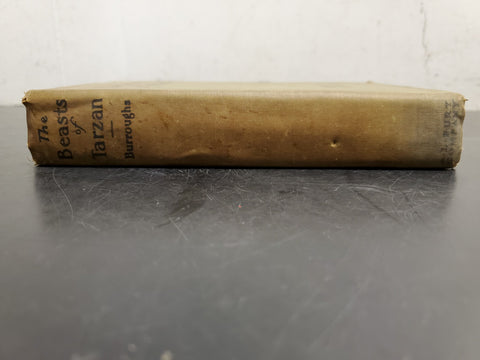 The
Beasts
of
Tarzan
Burroughs